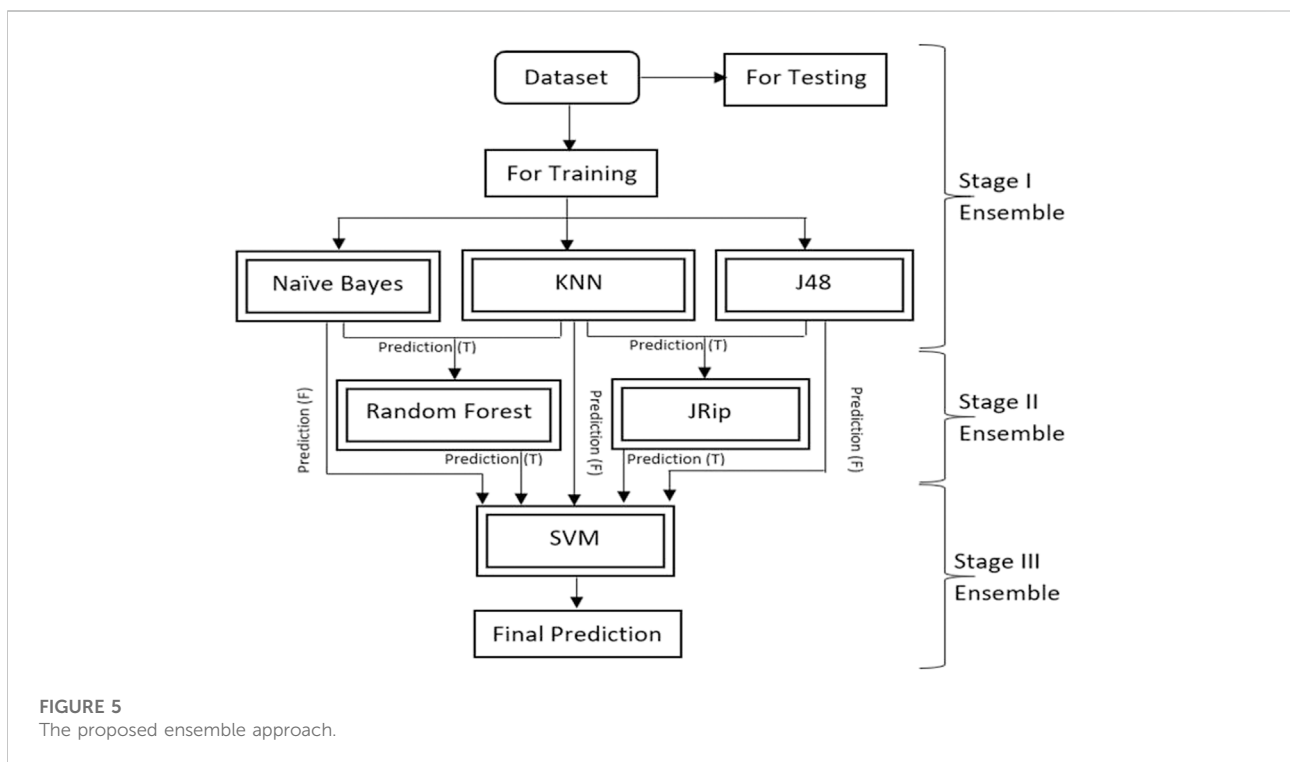 Dataset
For Testing
For Training
Stage I
Ensemble
Naïve Bayes
KNN
J48
Prediction (T)
Prediction (T)
Prediction (F)
Random Forest
Prediction (F)
JRip
Prediction (F)
Stage II
Ensemble
Prediction (T)
Prediction (T)
SVM
Stage III
Ensemble
Final Prediction
FIGURE 5
The proposed ensemble approach.